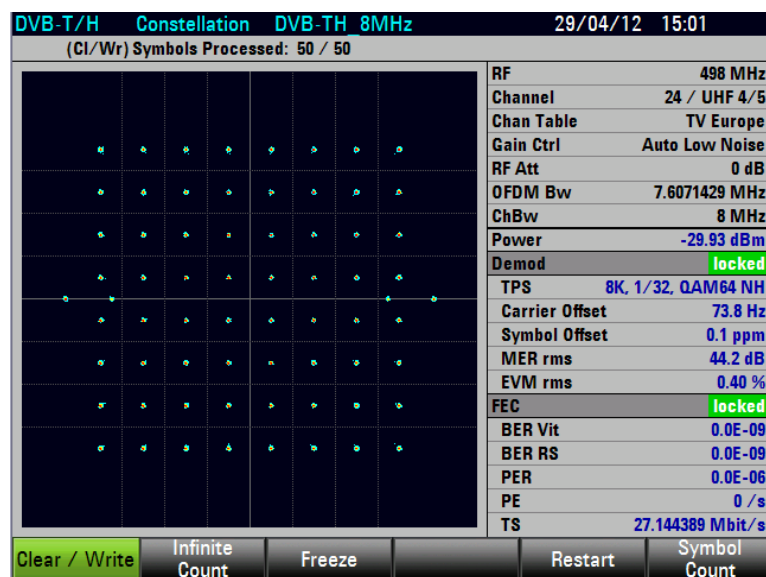 DVB-T/H Constellation DVB-TH_8MHz 29/04/12 15:01
(Cl/Wr) Symbols Processed: 50 / 50
RF 498 MHz
Channel 24 / UHF 4/5
Chan Table TV Europe
Gain Ctrl Auto Low Noise
RF Att 0 dB
OFDM Bw 7.6071429 MHz
ChBw 8 MHz
Power -29.93 dBm
Demod locked
TPS 8K, 1/32, QAM64 NH
Carrier Offset 73.8 Hz
Symbol Offset 0.1 ppm
MER rms 44.2 dB
EVM rms 0.40 %
FEC locked
BER Vit 0.0E-09
BER RS 0.0E-09
PER 0.0E-06
PE 0 /s
TS 27.144389 Mbit/s
Clear / Write
Infinite
Count
Freeze
Restart
Symbol
Count